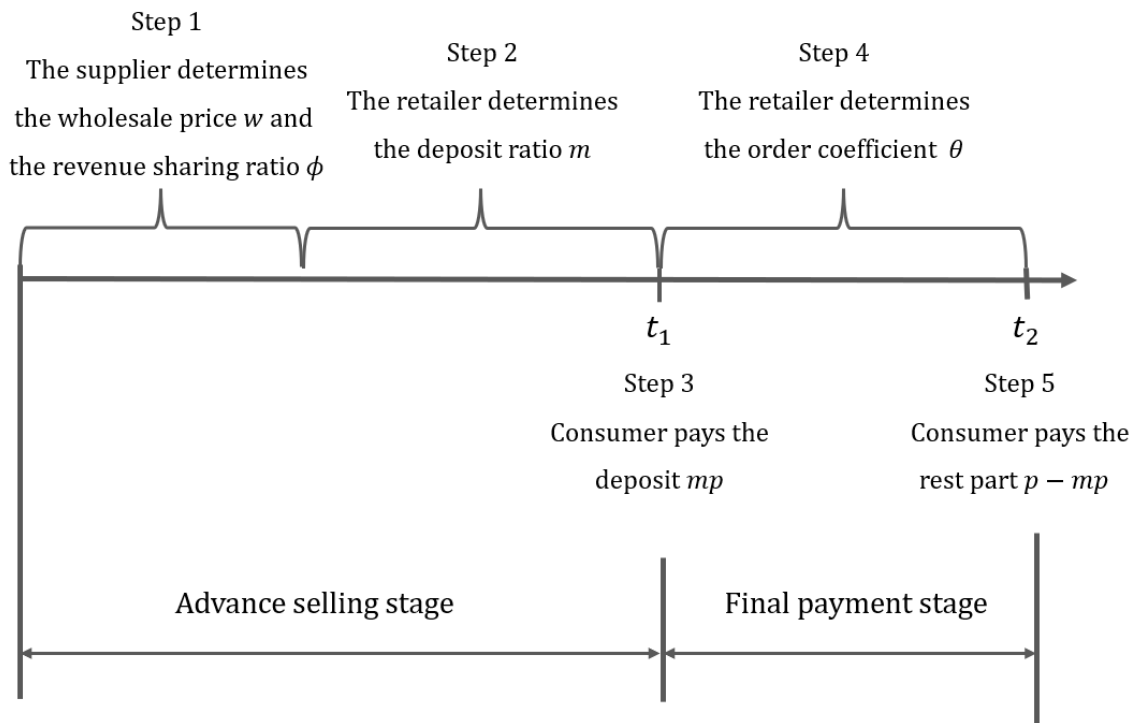 Step 1
The supplier determines
the wholesale price w and
the revenue sharing ratio ϕ
Step 2
The retailer determines
the deposit ratio m
Step 4
The retailer determines
the order coefficient θ
t₁
t₂
Step 3
Consumer pays the
deposit mp
Step 5
Consumer pays the
rest part p − mp
Advance selling stage
Final payment stage